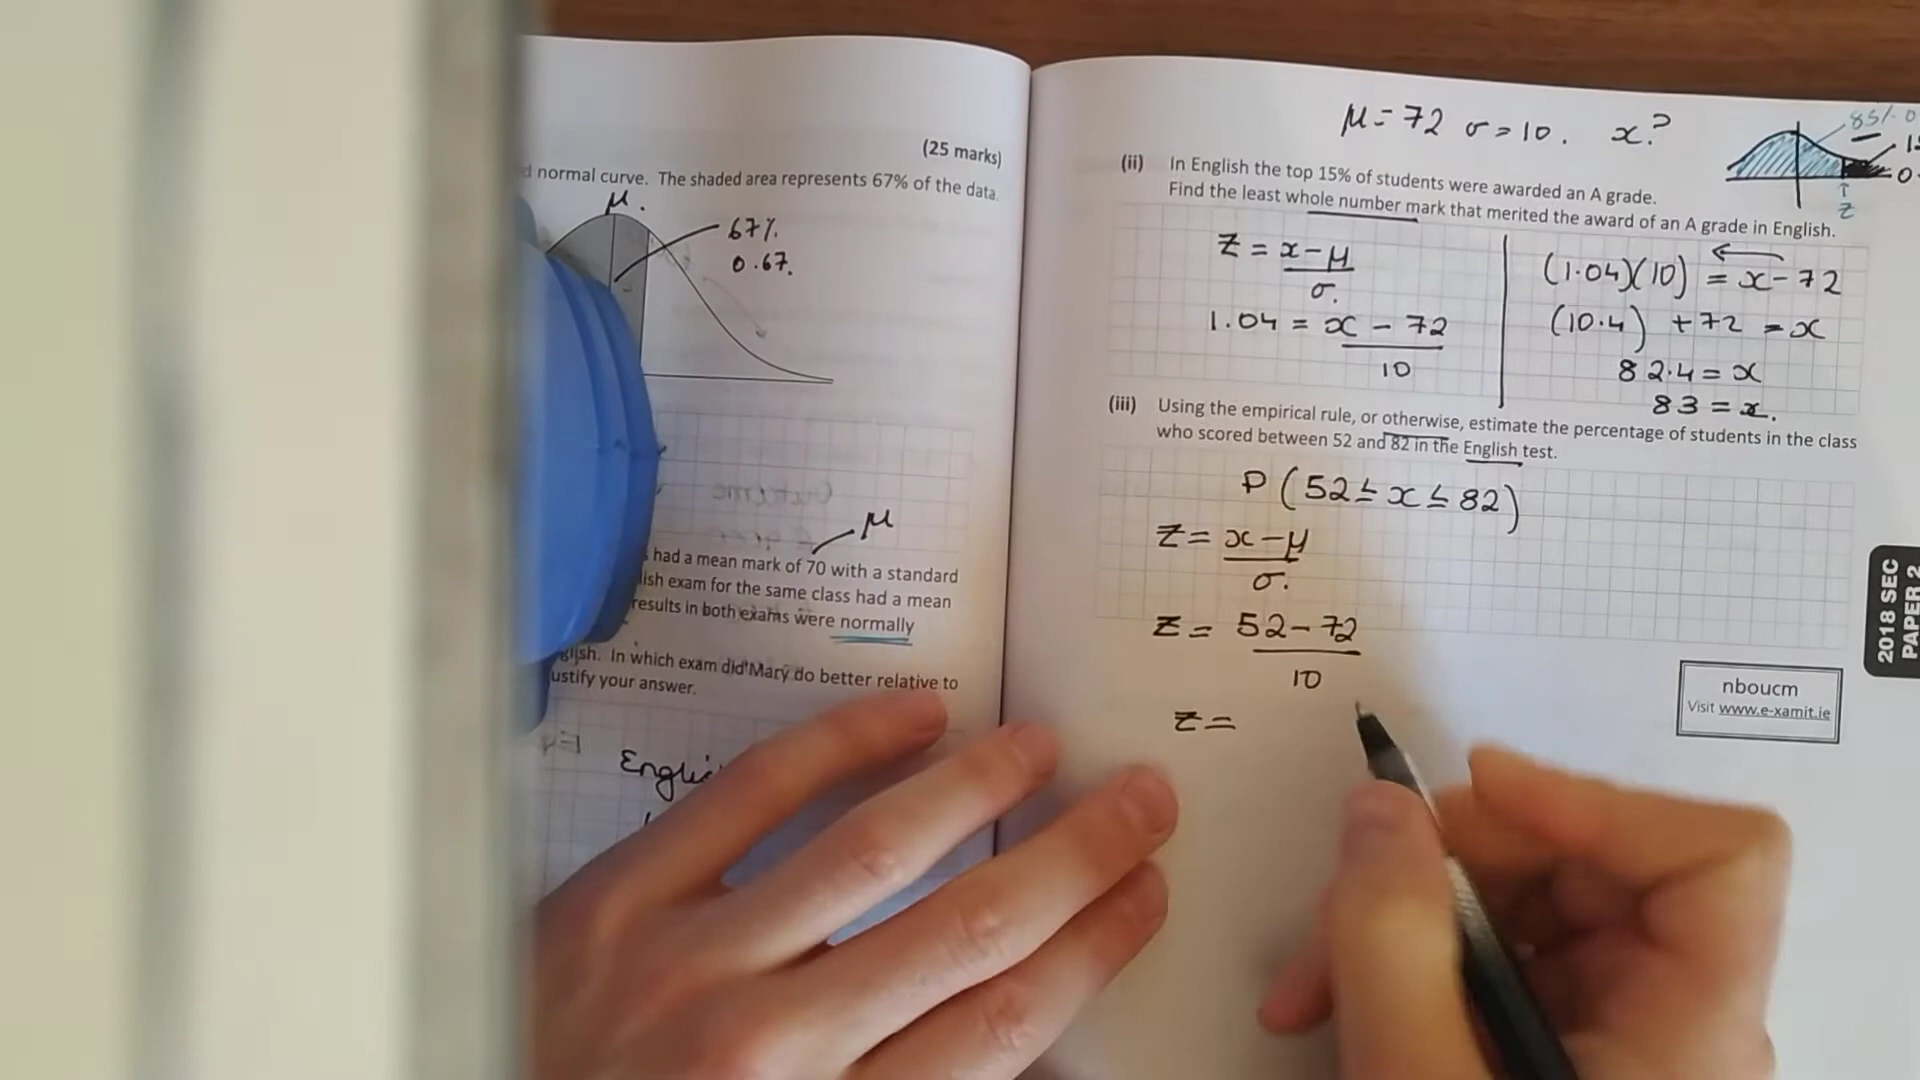 (25 marks)
normal curve. The shaded area represents 67% of the data.
μ.
67%
0.67.
μ
had a mean mark of 70 with a standard
lish exam for the same class had a mean
results in both exams were normally
glish. In which exam did Mary do better relative to
ustify your answer.
μ = 72 σ = 10. x?
85%
z
(ii) In English the top 15% of students were awarded an A grade.
Find the least whole number mark that merited the award of an A grade in English.
z = x - μ
σ.
1.04 = x - 72
10
(1.04)(10) = x - 72
(10.4) + 72 = x
82.4 = x
83 = x.
(iii) Using the empirical rule, or otherwise, estimate the percentage of students in the class
who scored between 52 and 82 in the English test.
P (52 ≤ x ≤ 82)
z = x - μ
σ.
z = 52 - 72
10
z =
2018 SEC
PAPER 2
nboucm
Visit www.e-xamit.ie